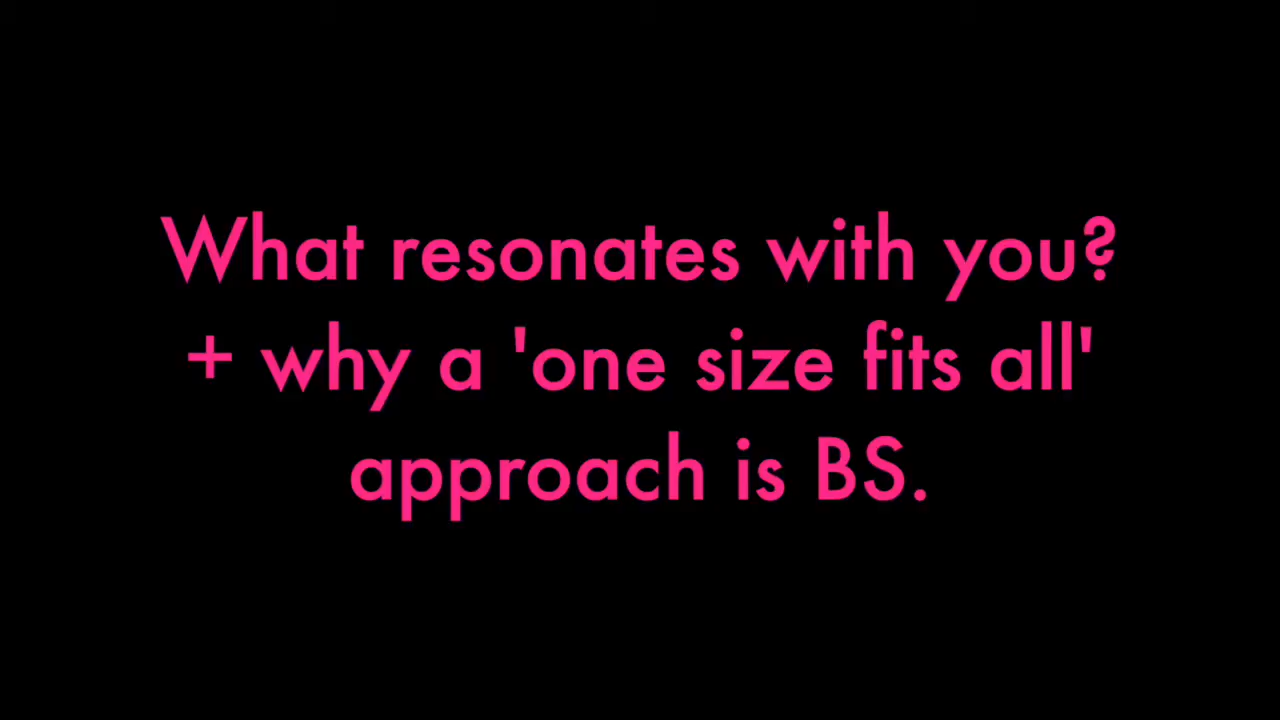 What resonates with you?
+ why a 'one size fits all'
approach is BS.